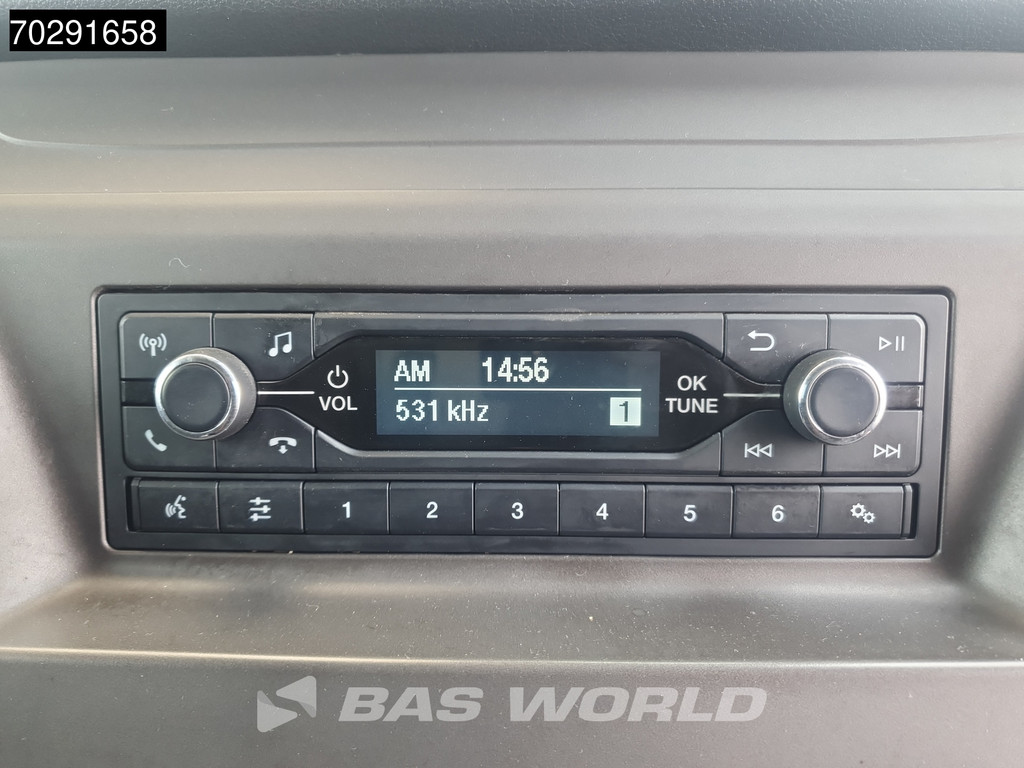 70291658
AM 14:56
531 kHz 1
VOL
OK
TUNE
1 2 3 4 5 6
BAS WORLD